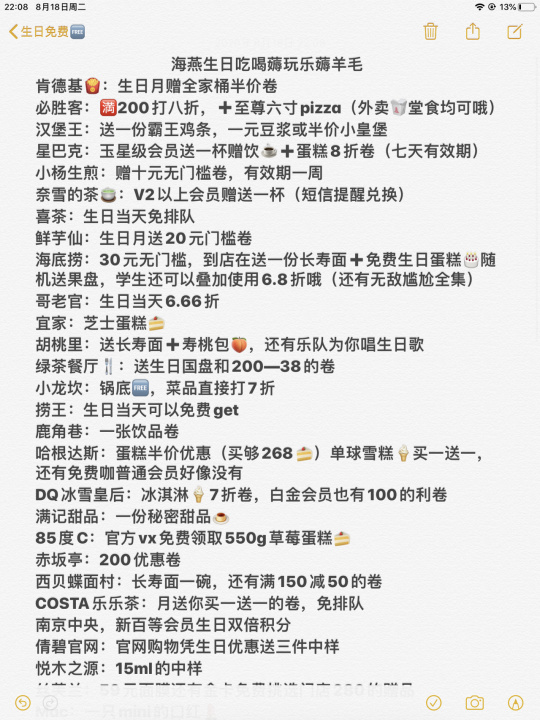 22:08 8月18日周二
13%
生日免费🆓
海燕生日吃喝薅玩乐薅羊毛
肯德基🍟：生日月赠全家桶半价卷
必胜客：🈵200打八折，➕至尊六寸pizza（外卖🥡堂食均可哦）
汉堡王：送一份霸王鸡条，一元豆浆或半价小皇堡
星巴克：玉星级会员送一杯赠饮☕➕蛋糕8折卷（七天有效期）
小杨生煎：赠十元无门槛卷，有效期一周
奈雪的茶🍵：V2以上会员赠送一杯（短信提醒兑换）
喜茶：生日当天免排队
鲜芋仙：生日月送20元门槛卷
海底捞：30元无门槛，到店在送一份长寿面➕免费生日蛋糕🎂随
机送果盘，学生还可以叠加使用6.8折哦（还有无敌尴尬全集）
哥老官：生日当天6.66折
宜家：芝士蛋糕🍰
胡桃里：送长寿面➕寿桃包🍑，还有乐队为你唱生日歌
绿茶餐厅🍴：送生日国盘和200—38的卷
小龙坎：锅底🆓，菜品直接打7折
捞王：生日当天可以免费get
鹿角巷：一张饮品卷
哈根达斯：蛋糕半价优惠（买够268🍰）单球雪糕🍦买一送一，
还有免费咖普通会员好像没有
DQ冰雪皇后：冰淇淋🍦7折卷，白金会员也有100的利卷
满记甜品：一份秘密甜品☕
85度C：官方vx免费领取550g草莓蛋糕🍰
赤坂亭：200优惠卷
西贝蝶面村：长寿面一碗，还有满150减50的卷
COSTA乐乐茶：月送你买一送一的卷，免排队
南京中央，新百等会员生日双倍积分
倩碧官网：官网购物凭生日优惠送三件中样
悦木之源：15ml的中样